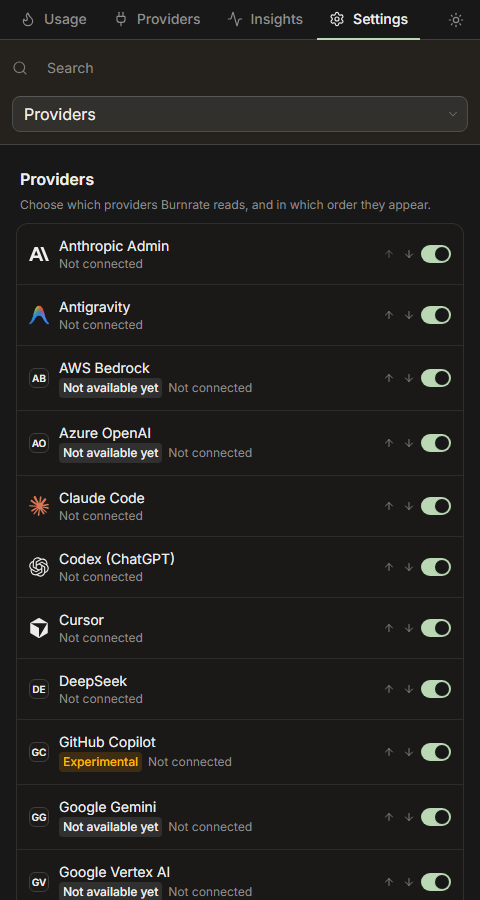 Usage Providers Insights Settings
Search
Providers
Providers
Choose which providers Burnrate reads, and in which order they appear.
Anthropic Admin
Not connected
Antigravity
Not connected
AB
AWS Bedrock
Not available yet Not connected
AO
Azure OpenAI
Not available yet Not connected
Claude Code
Not connected
Codex (ChatGPT)
Not connected
Cursor
Not connected
DE
DeepSeek
Not connected
GC
GitHub Copilot
Experimental Not connected
GG
Google Gemini
Not available yet Not connected
GV
Google Vertex AI
Not available yet Not connected